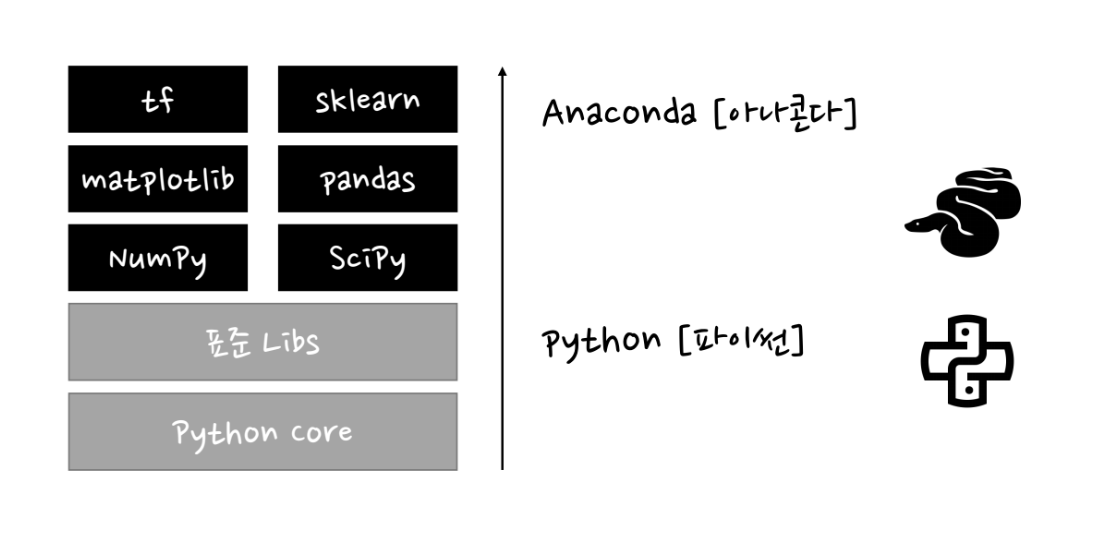 tf
sklearn
matplotlib
pandas
NumPy
SciPy
표준 Libs
Python core
Anaconda [아나콘다]
Python [파이썬]